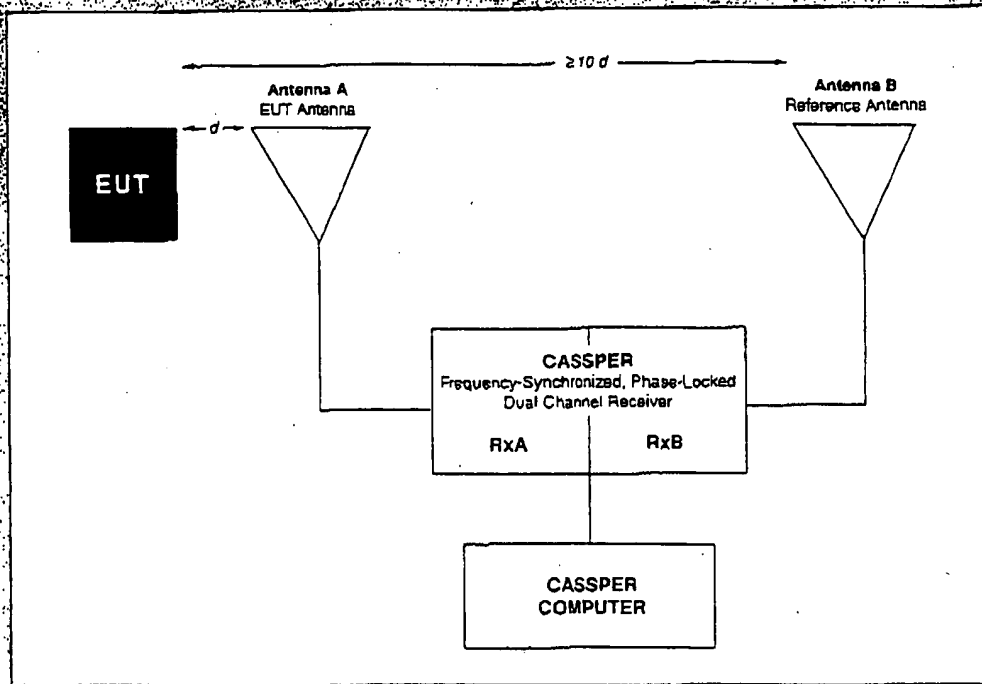 ≥10 d
Antenna A
EUT Antenna
Antenna B
Reference Antenna
d
EUT
CASSPER
Frequency-Synchronized, Phase-Locked
Dual Channel Receiver
RxA
RxB
CASSPER
COMPUTER